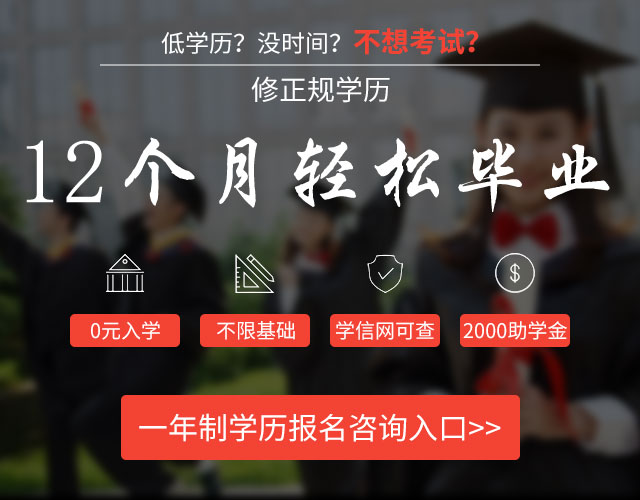 低学历？没时间？不想考试？
修正规学历
12个月轻松毕业
0元入学 不限基础 学信网可查 2000助学金
一年制学历报名咨询入口>>